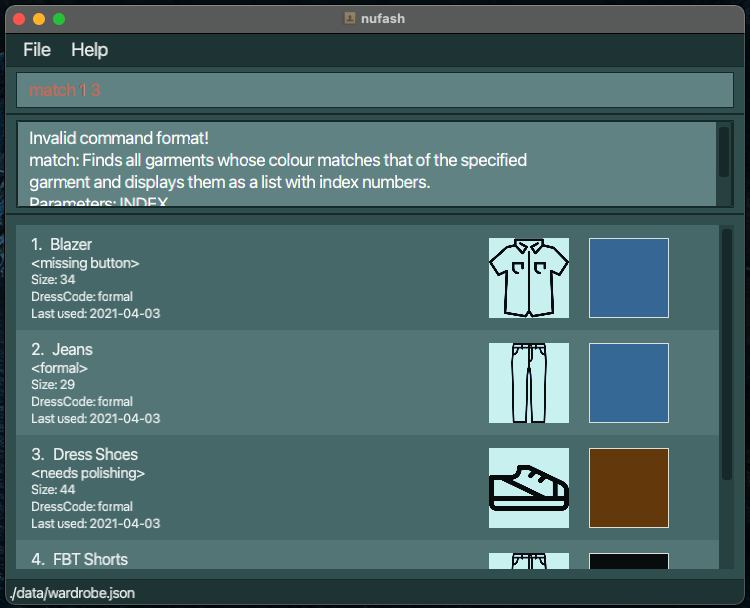 nufash
File Help
match 1 3
Invalid command format!
match: Finds all garments whose colour matches that of the specified
garment and displays them as a list with index numbers.
Parameters: INDEX
1. Blazer
<missing button>
Size: 34
DressCode: formal
Last used: 2021-04-03
2. Jeans
<formal>
Size: 29
DressCode: formal
Last used: 2021-04-03
3. Dress Shoes
<needs polishing>
Size: 44
DressCode: formal
Last used: 2021-04-03
4. FBT Shorts
./data/wardrobe.json